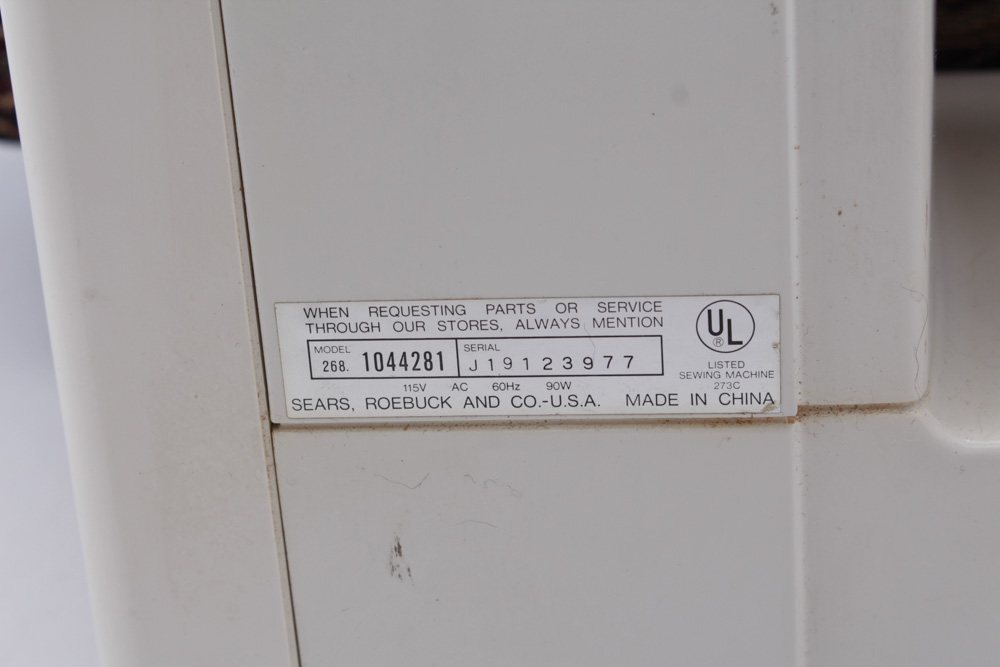 WHEN REQUESTING PARTS OR SERVICE
THROUGH OUR STORES, ALWAYS MENTION
MODEL
268. 1044281
SERIAL
J19123977
115V AC 60Hz 90W
SEARS, ROEBUCK AND CO.-U.S.A. MADE IN CHINA
UL
®
LISTED
SEWING MACHINE
273C